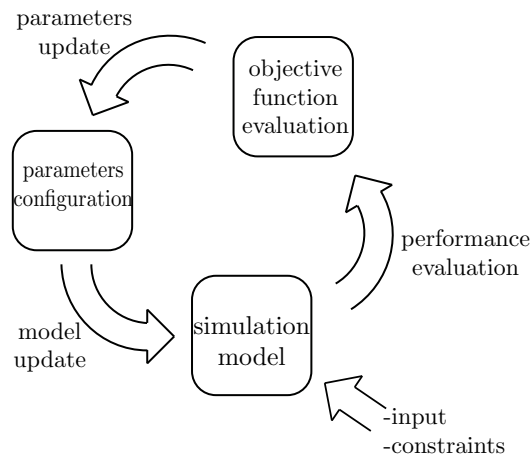 parameters
update
objective
function
evaluation
parameters
configuration
performance
evaluation
simulation
model
model
update
-input
-constraints